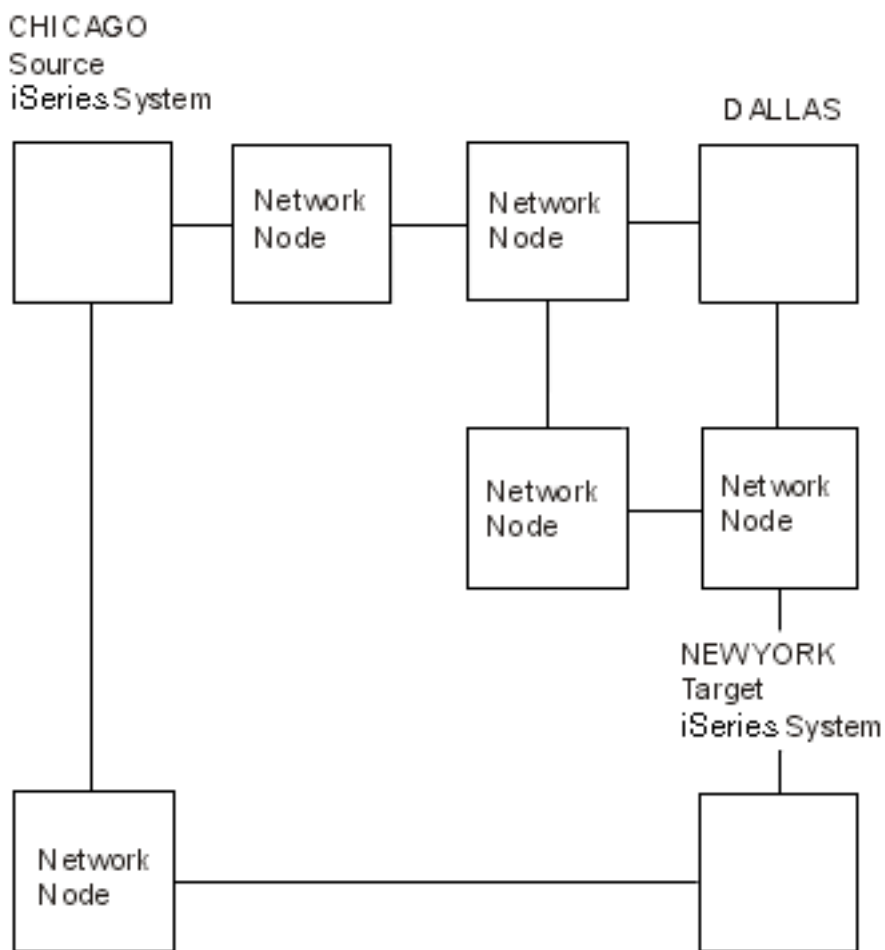 CHICAGO
Source
iSeries System
DALLAS
Network
Node
Network
Node
Network
Node
Network
Node
NEWYORK
Target
iSeries System
Network
Node